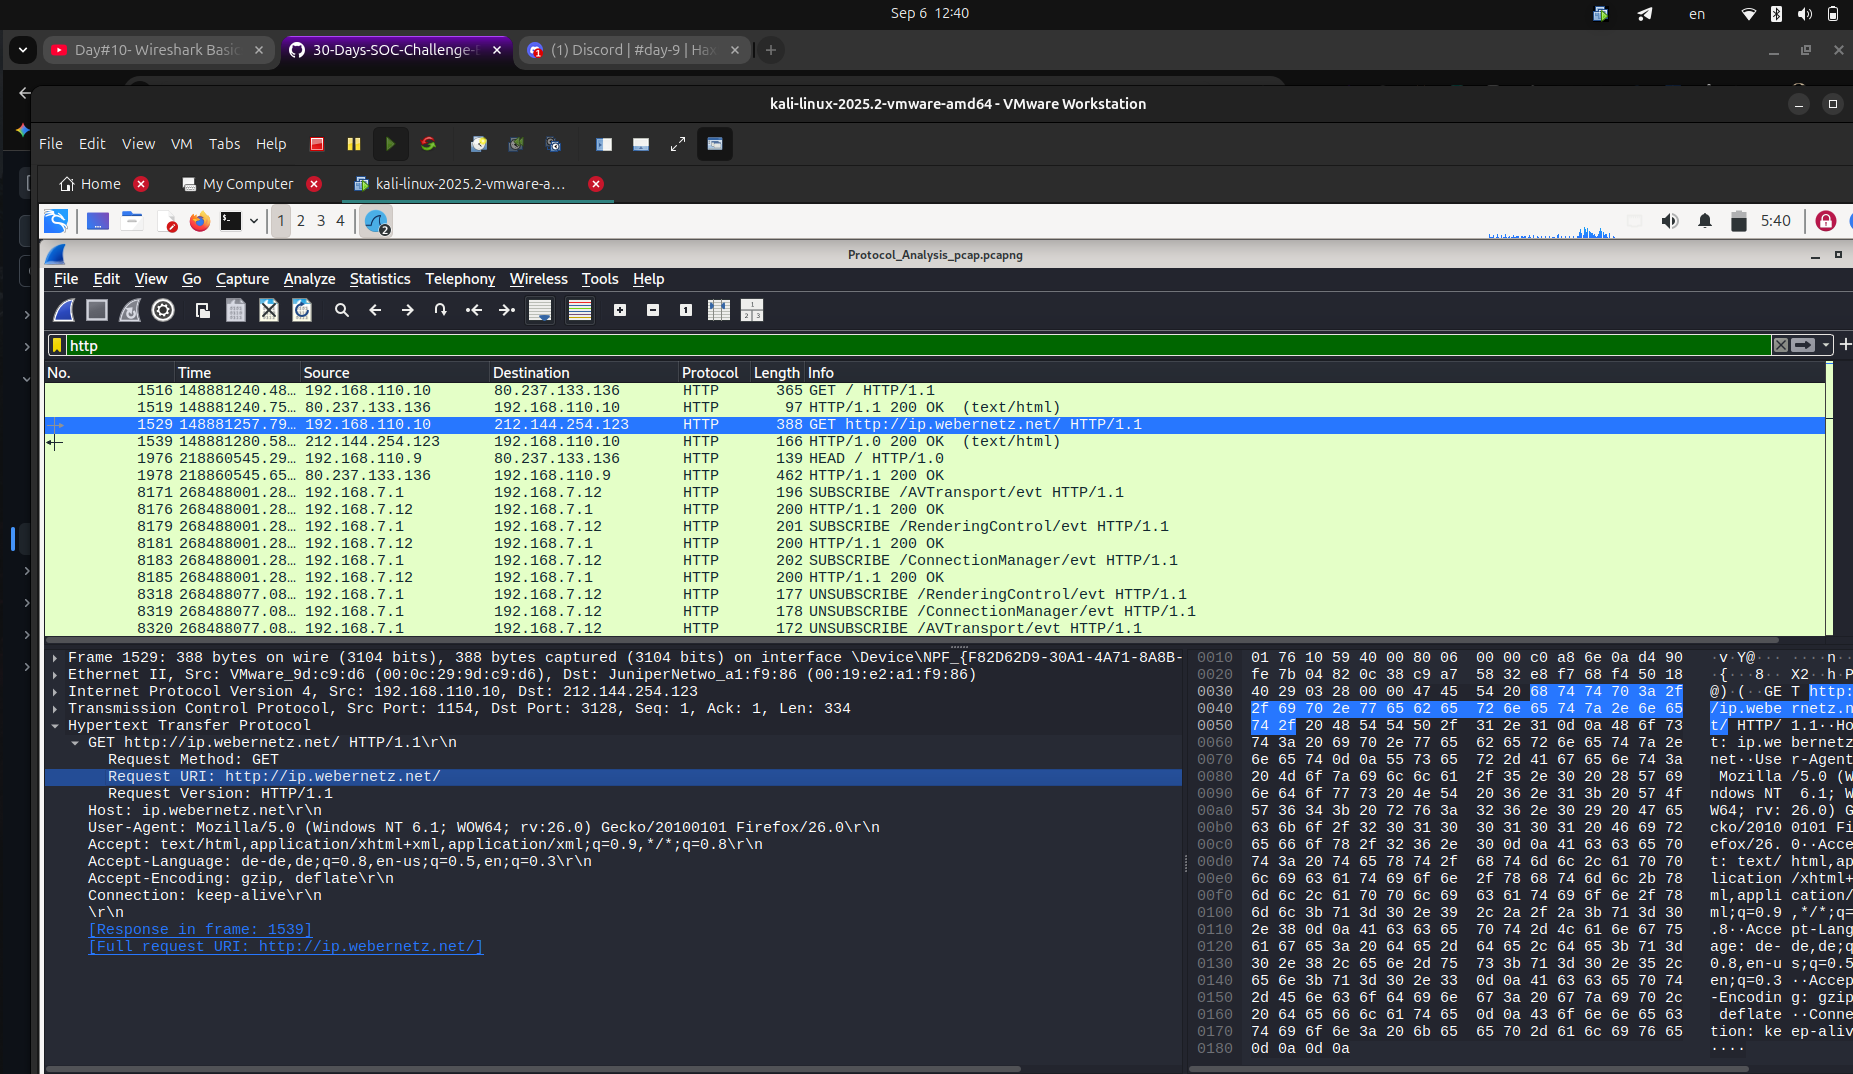 Sep 6 12:40
en
Day#10- Wireshark Basic
30-Days-SOC-Challenge-
(1) Discord | #day-9 | Hax
kali-linux-2025.2-vmware-amd64 - VMware Workstation
File Edit View VM Tabs Help
Home My Computer kali-linux-2025.2-vmware-a...
1 2 3 4 2 5:40
Protocol_Analysis_pcap.pcapng
File Edit View Go Capture Analyze Statistics Telephony Wireless Tools Help
http
No. Time Source Destination Protocol Length Info
1516 148881240.48… 192.168.110.10 80.237.133.136 HTTP 365 GET / HTTP/1.1
1519 148881240.75… 80.237.133.136 192.168.110.10 HTTP 97 HTTP/1.1 200 OK  (text/html)
1529 148881257.79… 192.168.110.10 212.144.254.123 HTTP 388 GET http://ip.webernetz.net/ HTTP/1.1
1539 148881280.58… 212.144.254.123 192.168.110.10 HTTP 166 HTTP/1.0 200 OK  (text/html)
1976 218860545.29… 192.168.110.9 80.237.133.136 HTTP 139 HEAD / HTTP/1.0
1978 218860545.65… 80.237.133.136 192.168.110.9 HTTP 462 HTTP/1.1 200 OK
8171 268488001.28… 192.168.7.1 192.168.7.12 HTTP 196 SUBSCRIBE /AVTransport/evt HTTP/1.1
8176 268488001.28… 192.168.7.12 192.168.7.1 HTTP 200 HTTP/1.1 200 OK
8179 268488001.28… 192.168.7.1 192.168.7.12 HTTP 201 SUBSCRIBE /RenderingControl/evt HTTP/1.1
8181 268488001.28… 192.168.7.12 192.168.7.1 HTTP 200 HTTP/1.1 200 OK
8183 268488001.28… 192.168.7.1 192.168.7.12 HTTP 202 SUBSCRIBE /ConnectionManager/evt HTTP/1.1
8185 268488001.28… 192.168.7.12 192.168.7.1 HTTP 200 HTTP/1.1 200 OK
8318 268488077.08… 192.168.7.1 192.168.7.12 HTTP 177 UNSUBSCRIBE /RenderingControl/evt HTTP/1.1
8319 268488077.08… 192.168.7.1 192.168.7.12 HTTP 178 UNSUBSCRIBE /ConnectionManager/evt HTTP/1.1
8320 268488077.08… 192.168.7.1 192.168.7.12 HTTP 172 UNSUBSCRIBE /AVTransport/evt HTTP/1.1
Frame 1529: 388 bytes on wire (3104 bits), 388 bytes captured (3104 bits) on interface \Device\NPF_{F82D62D9-30A1-4A71-8A8B-
Ethernet II, Src: VMware_9d:c9:d6 (00:0c:29:9d:c9:d6), Dst: JuniperNetwo_a1:f9:86 (00:19:e2:a1:f9:86)
Internet Protocol Version 4, Src: 192.168.110.10, Dst: 212.144.254.123
Transmission Control Protocol, Src Port: 1154, Dst Port: 3128, Seq: 1, Ack: 1, Len: 334
Hypertext Transfer Protocol
GET http://ip.webernetz.net/ HTTP/1.1\r\n
Request Method: GET
Request URI: http://ip.webernetz.net/
Request Version: HTTP/1.1
Host: ip.webernetz.net\r\n
User-Agent: Mozilla/5.0 (Windows NT 6.1; WOW64; rv:26.0) Gecko/20100101 Firefox/26.0\r\n
Accept: text/html,application/xhtml+xml,application/xml;q=0.9,*/*;q=0.8\r\n
Accept-Language: de-de,de;q=0.8,en-us;q=0.5,en;q=0.3\r\n
Accept-Encoding: gzip, deflate\r\n
Connection: keep-alive\r\n
\r\n
[Response in frame: 1539]
[Full request URI: http://ip.webernetz.net/]
0010 01 76 10 59 40 00 80 06 00 00 c0 a8 6e 0a d4 90 ·v·Y@··· ····n··
0020 fe 7b 04 82 0c 38 c9 a7 58 32 e8 f7 68 f4 50 18 ·{···8·· X2··h·P
0030 40 29 03 28 00 00 47 45 54 20 68 74 74 70 3a 2f @)·(··GE T http:
0040 2f 69 70 2e 77 65 62 65 72 6e 65 74 7a 2e 6e 65 /ip.webe rnetz.n
0050 74 2f 20 48 54 54 50 2f 31 2e 31 0d 0a 48 6f 73 t/ HTTP/ 1.1··Ho
0060 74 3a 20 69 70 2e 77 65 62 65 72 6e 65 74 7a 2e t: ip.we bernetz
0070 6e 65 74 0d 0a 55 73 65 72 2d 41 67 65 6e 74 3a net··Use r-Agent
0080 20 4d 6f 7a 69 6c 6c 61 2f 35 2e 30 20 28 57 69 Mozilla /5.0 (W
0090 6e 64 6f 77 73 20 4e 54 20 36 2e 31 3b 20 57 4f ndows NT 6.1; W
00a0 57 36 34 3b 20 72 76 3a 32 36 2e 30 29 20 47 65 W64; rv: 26.0) G
00b0 63 6b 6f 2f 32 30 31 30 30 31 30 31 20 46 69 72 cko/2010 0101 Fi
00c0 65 66 6f 78 2f 32 36 2e 30 0d 0a 41 63 63 65 70 efox/26. 0··Acce
00d0 74 3a 20 74 65 78 74 2f 68 74 6d 6c 2c 61 70 70 t: text/ html,ap
00e0 6c 69 63 61 74 69 6f 6e 2f 78 68 74 6d 6c 2b 78 lication /xhtml+
00f0 6d 6c 2c 61 70 70 6c 69 63 61 74 69 6f 6e 2f 78 ml,appli cation/
0100 6d 6c 3b 71 3d 30 2e 39 2c 2a 2f 2a 3b 71 3d 30 ml;q=0.9 ,*/*;q=
0110 2e 38 0d 0a 41 63 63 65 70 74 2d 4c 61 6e 67 75 .8··Acce pt-Lang
0120 61 67 65 3a 20 64 65 2d 64 65 2c 64 65 3b 71 3d age: de- de,de;q
0130 30 2e 38 2c 65 6e 2d 75 73 3b 71 3d 30 2e 35 2c 0.8,en-u s;q=0.5
0140 65 6e 3b 71 3d 30 2e 33 0d 0a 41 63 63 65 70 74 en;q=0.3 ··Accep
0150 2d 45 6e 63 6f 64 69 6e 67 3a 20 67 7a 69 70 2c -Encodin g: gzip
0160 20 64 65 66 6c 61 74 65 0d 0a 43 6f 6e 6e 65 63 deflate ··Conne
0170 74 69 6f 6e 3a 20 6b 65 65 70 2d 61 6c 69 76 65 tion: ke ep-aliv
0180 0d 0a 0d 0a ····